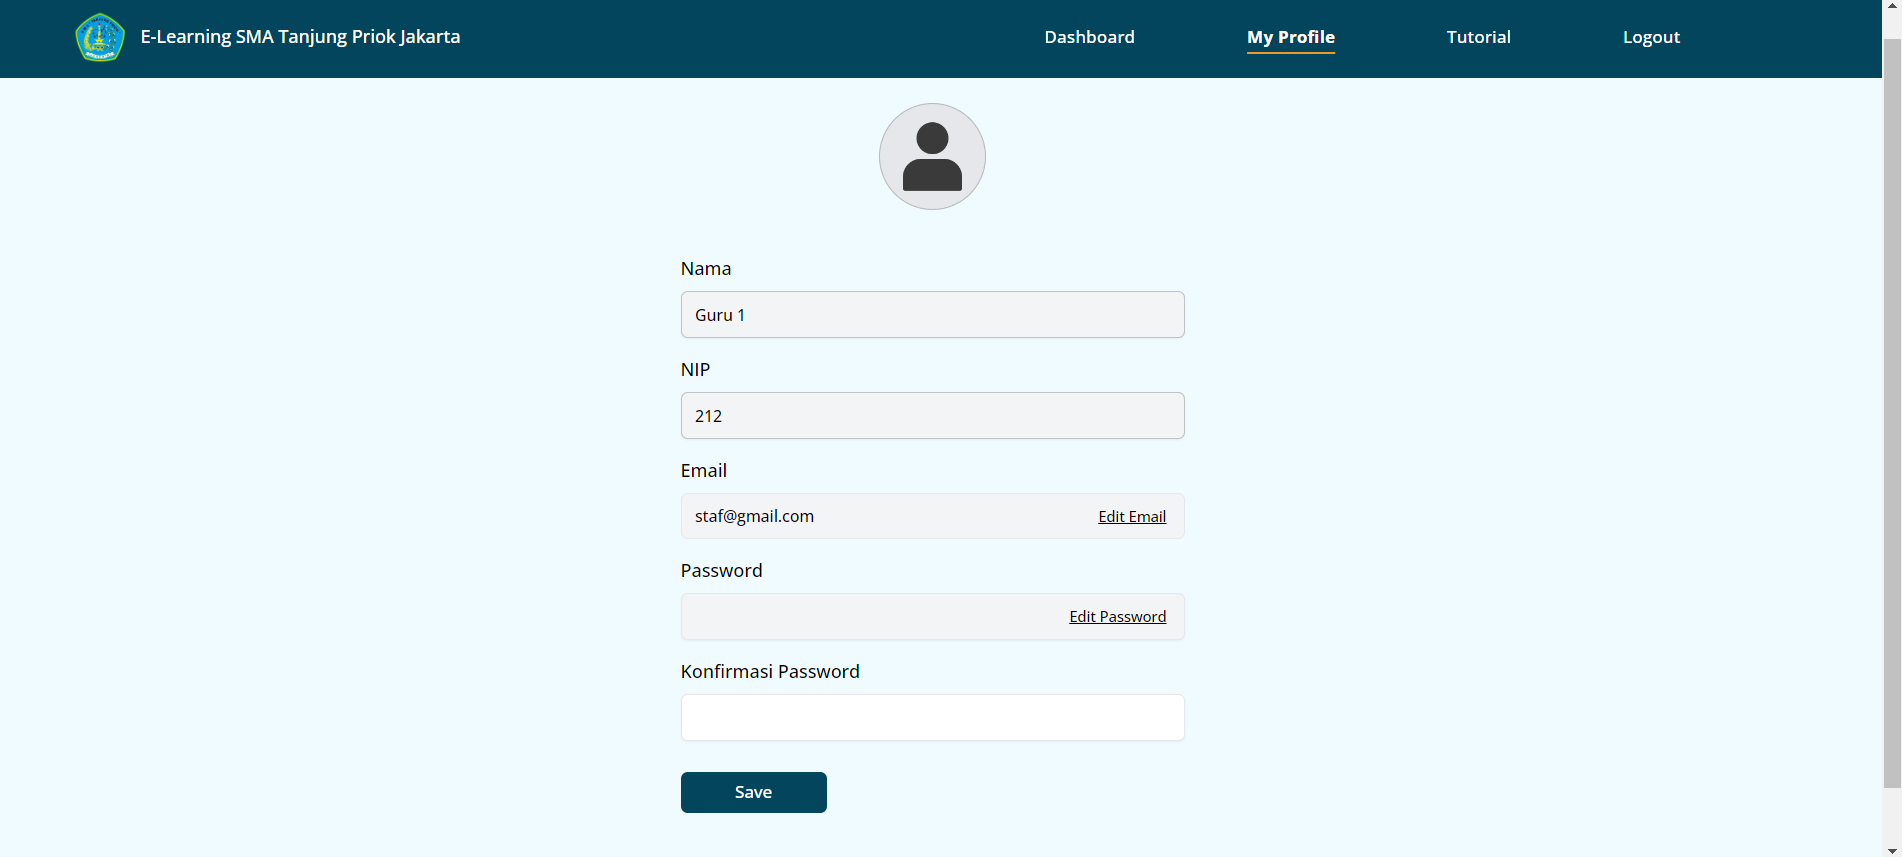 E-Learning SMA Tanjung Priok Jakarta
Dashboard
My Profile
Tutorial
Logout
Nama
Guru 1
NIP
212
Email
staf@gmail.com
Edit Email
Password
Edit Password
Konfirmasi Password
Save